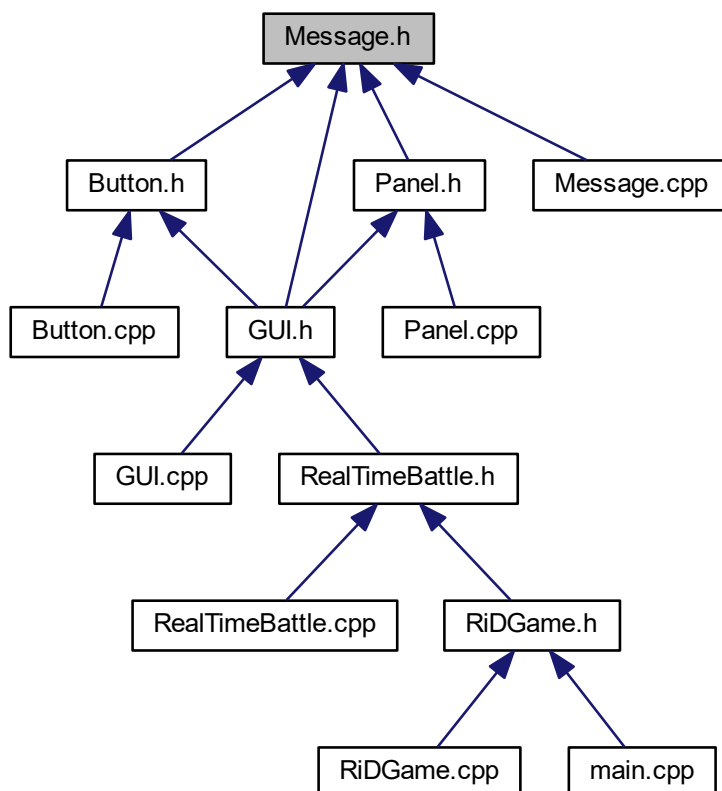 Message.h
Button.h
Panel.h
Message.cpp
Button.cpp
GUI.h
Panel.cpp
GUI.cpp
RealTimeBattle.h
RealTimeBattle.cpp
RiDGame.h
RiDGame.cpp
main.cpp